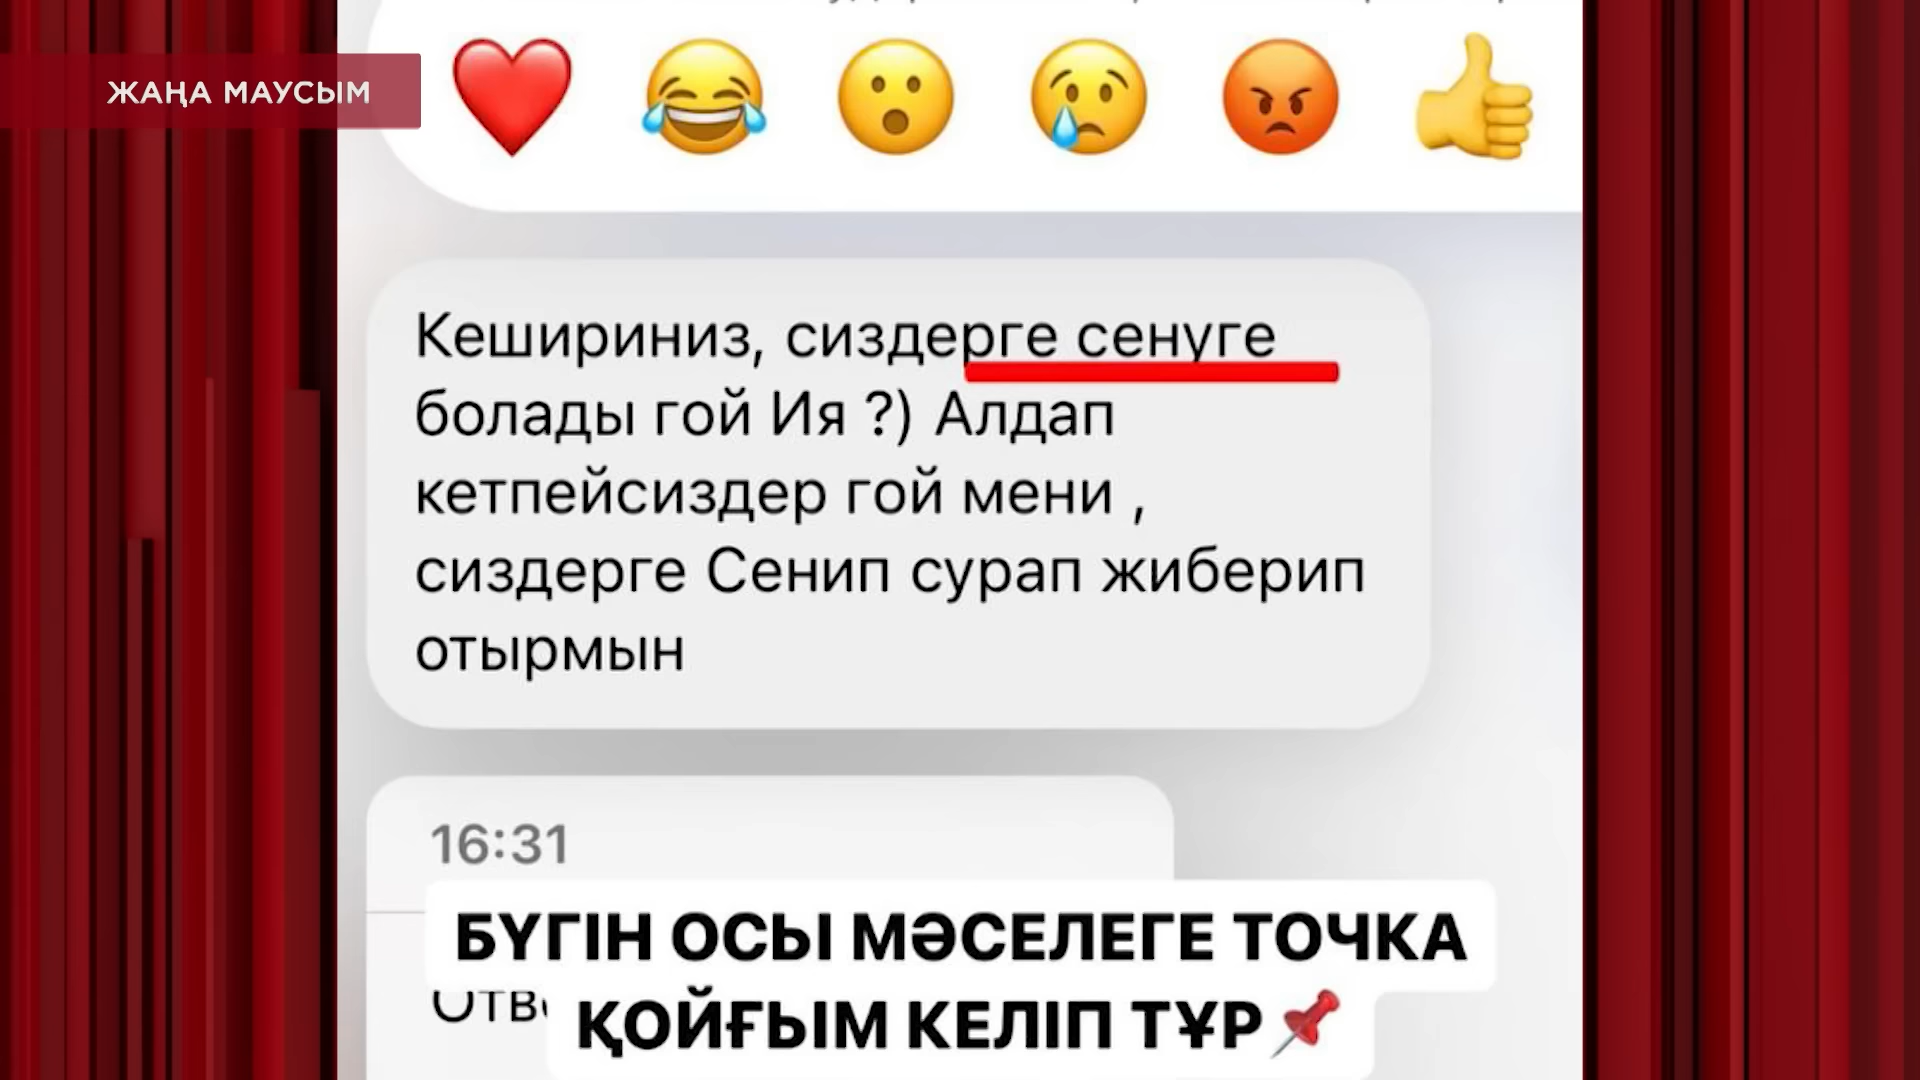 ЖАҢА МАУСЫМ
Кешириниз, сиздерге сенуге
болады гой Ия ?) Алдап
кетпейсиздер гой мени ,
сиздерге Сенип сурап жиберип
отырмын
16:31
БҮГІН ОСЫ МӘСЕЛЕГЕ ТОЧКА
ҚОЙҒЫМ КЕЛІП ТҰР📌